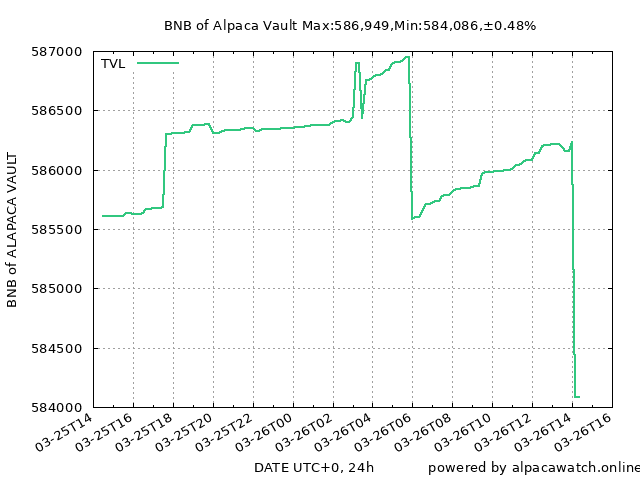 BNB of Alpaca Vault Max:586,949,Min:584,086,±0.48%
587000
586500
586000
585500
585000
584500
584000
BNB of ALAPACA VAULT
TVL
03-25T14
03-25T16
03-25T18
03-25T20
03-25T22
03-26T00
03-26T02
03-26T04
03-26T06
03-26T08
03-26T10
03-26T12
03-26T14
03-26T16
DATE UTC+0, 24h
powered by alpacawatch.online